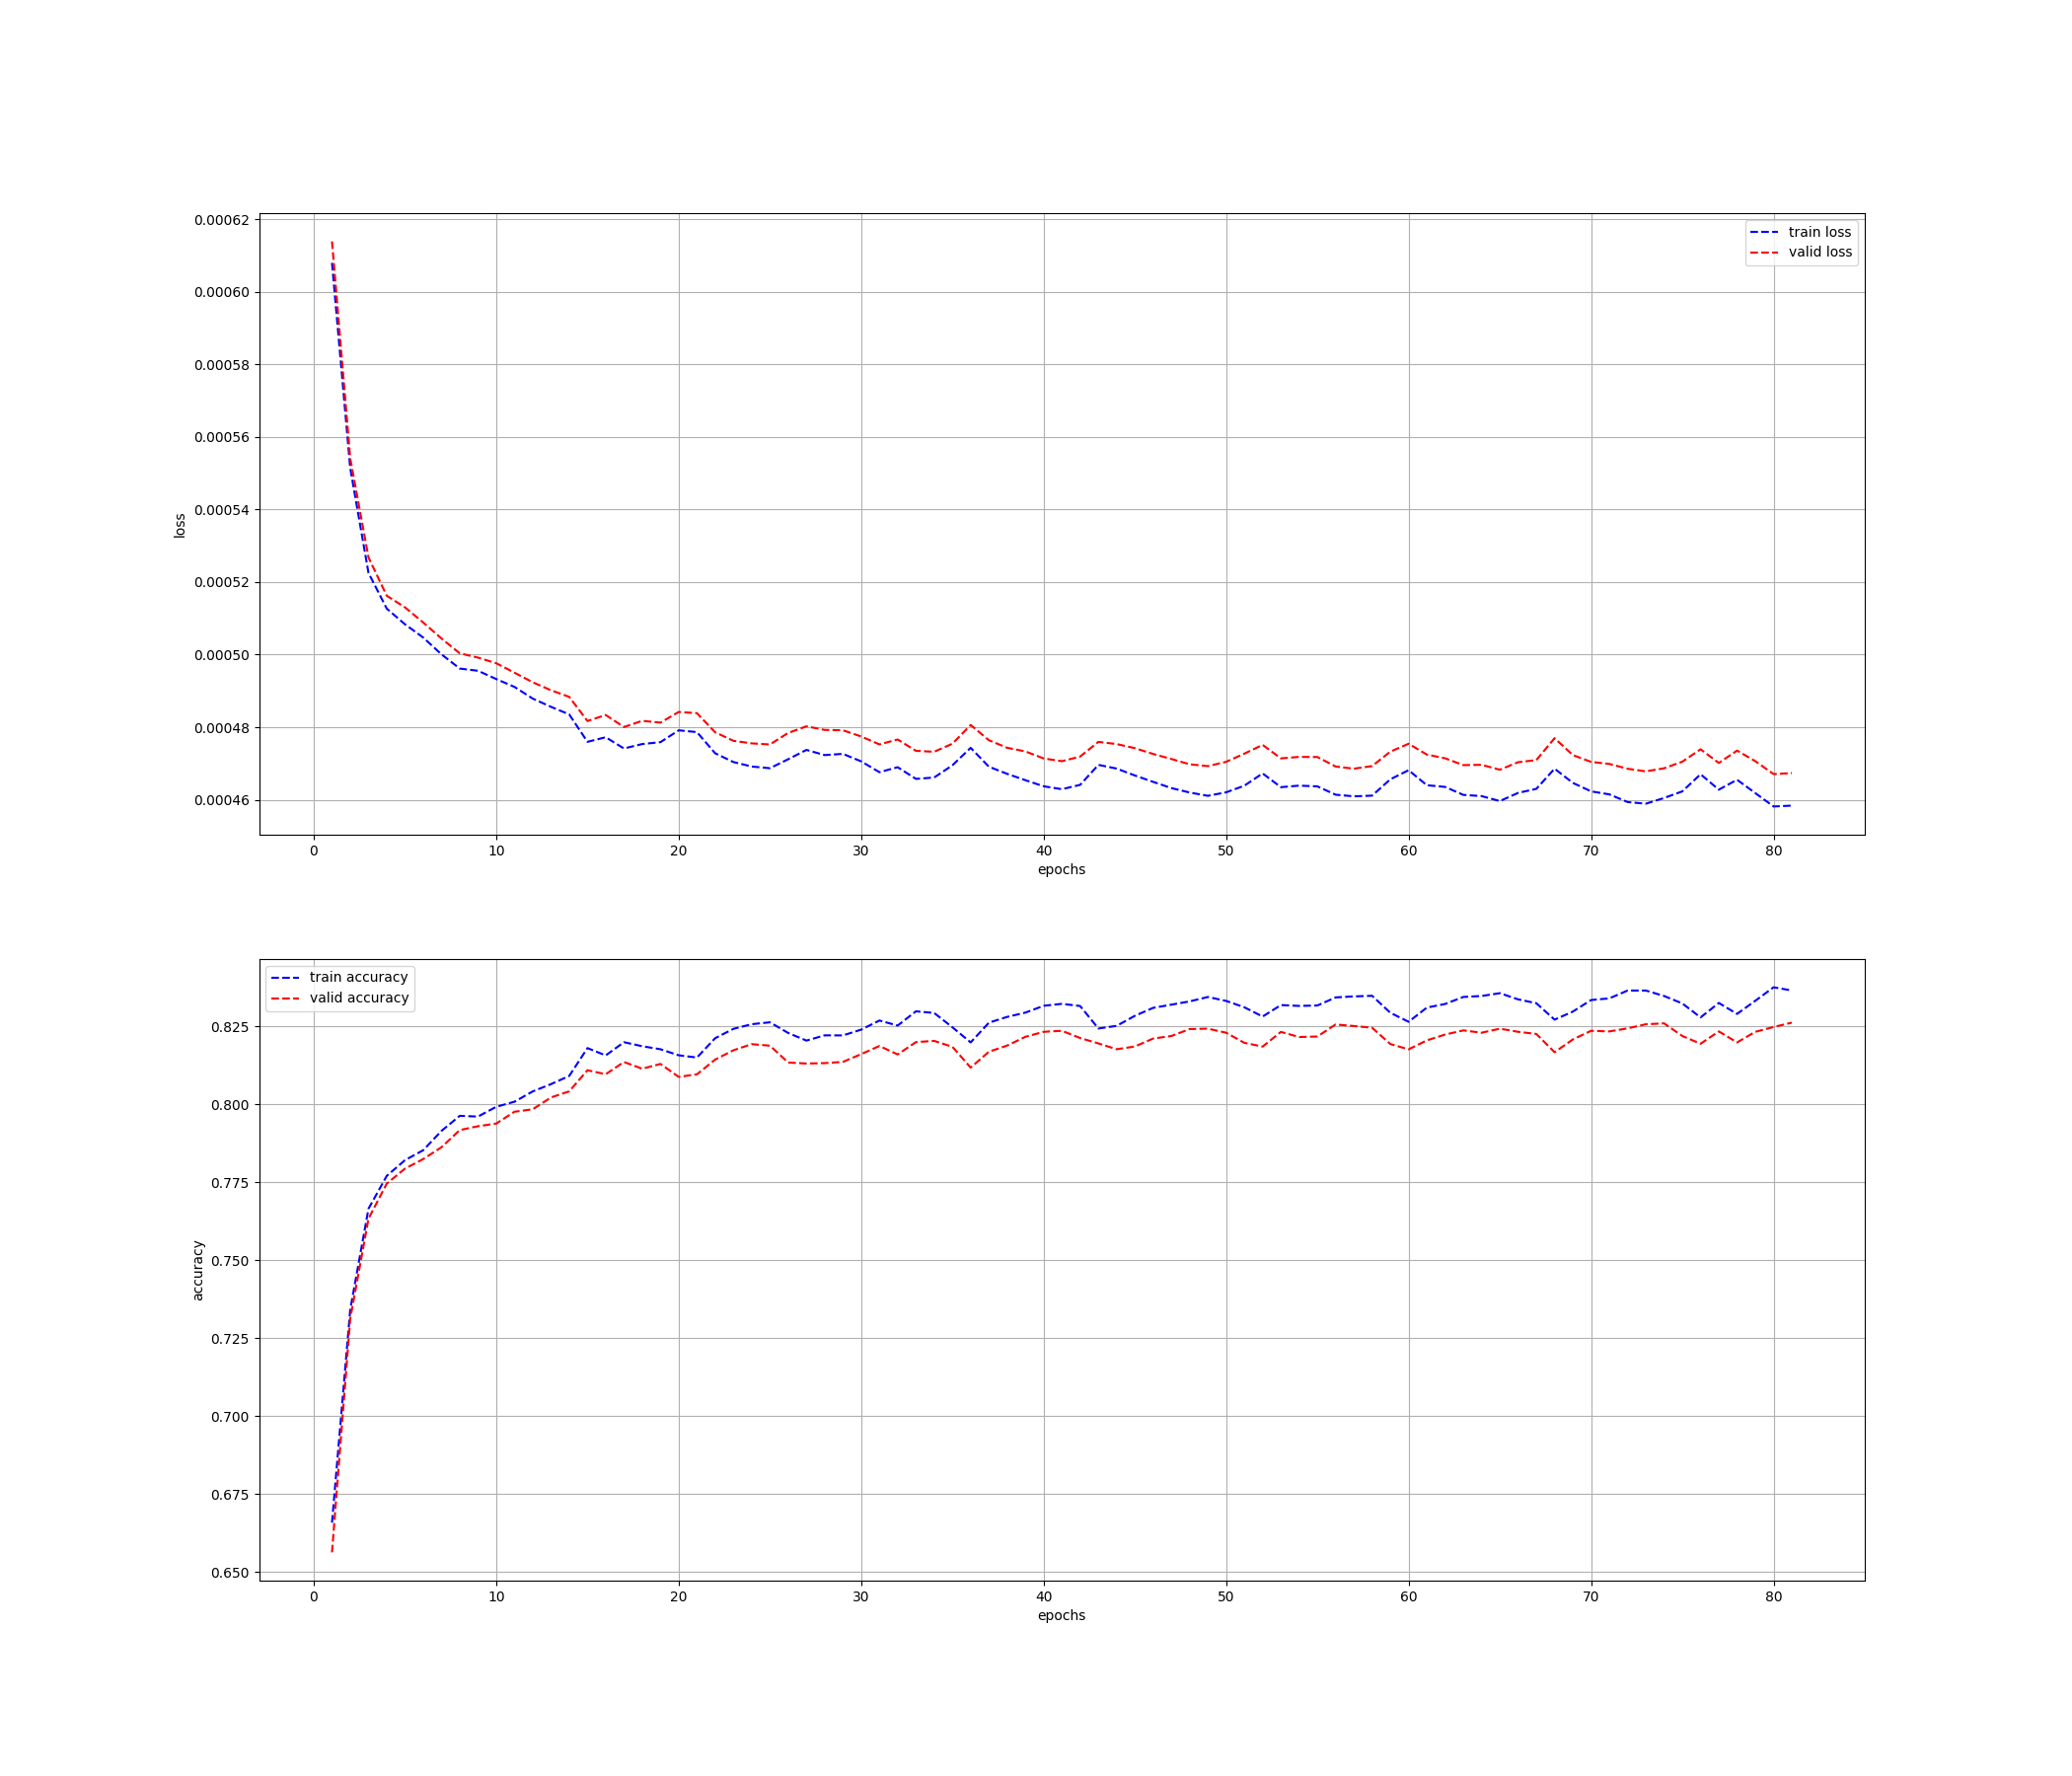 0.00062
0.00060
0.00058
0.00056
0.00054
0.00052
0.00050
0.00048
0.00046
loss
train loss
valid loss
0 10 20 30 40 50 60 70 80
epochs
train accuracy
valid accuracy
0.825
0.800
0.775
0.750
0.725
0.700
0.675
0.650
accuracy
0 10 20 30 40 50 60 70 80
epochs